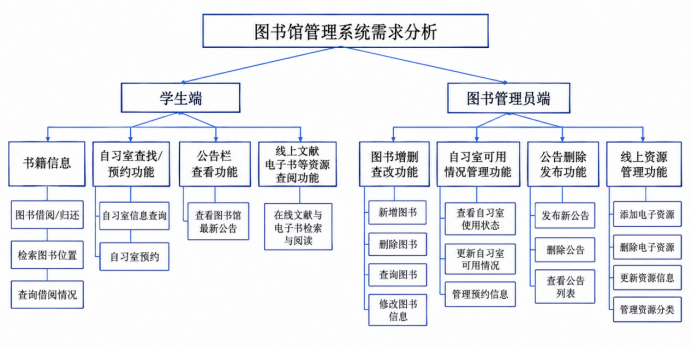 图书馆管理系统需求分析
学生端
图书管理员端
书籍信息
自习室查找/
预约功能
公告栏
查看功能
线上文献
电子书等资源
查阅功能
图书增删
查改功能
自习室可用
情况管理功能
公告删除
发布功能
线上资源
管理功能
图书借阅/归还
检索图书位置
查询借阅情况
自习室信息查询
自习室预约
查看图书馆
最新公告
在线文献与
电子书检索
与阅读
新增图书
删除图书
查询图书
修改图书
信息
查看自习室
使用状态
更新自习室
可用情况
管理预约信息
发布新公告
删除公告
查看公告
列表
添加电子资源
删除电子资源
更新资源信息
管理资源分类